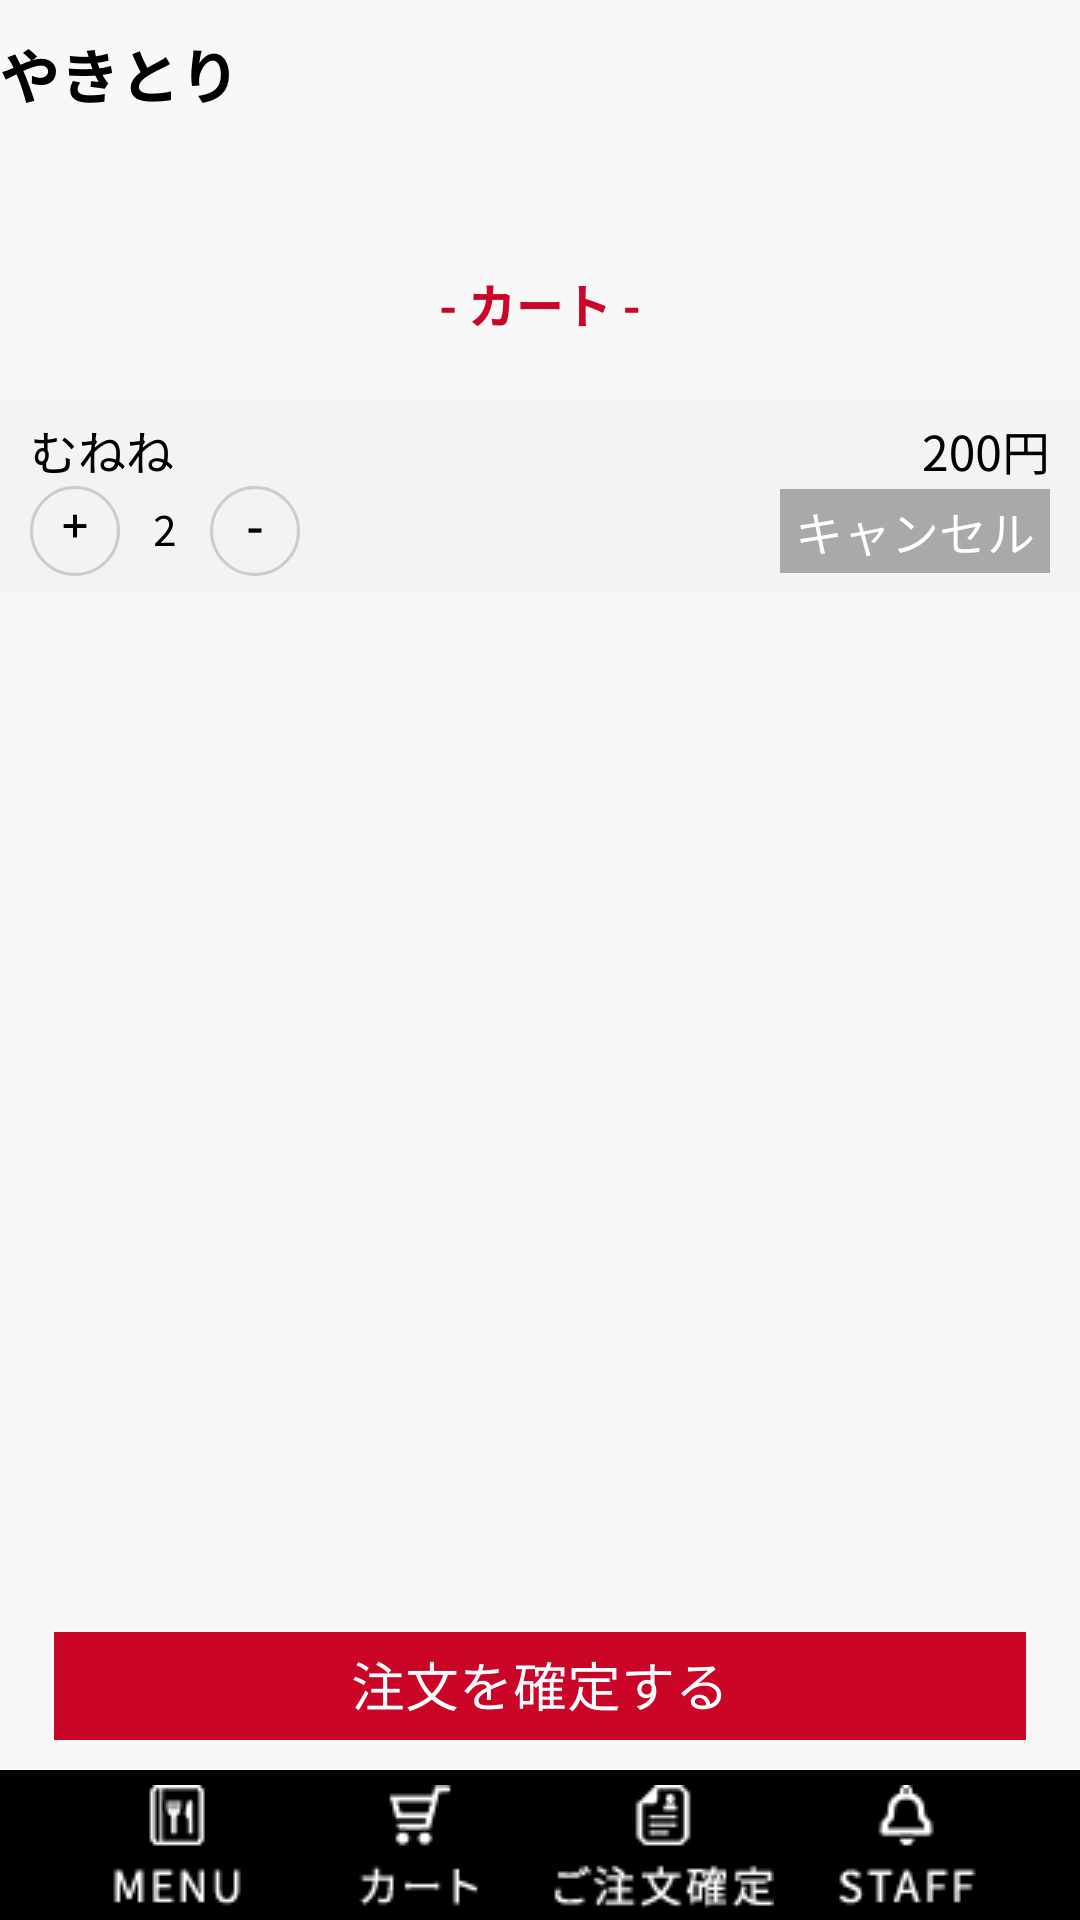 やきとり
- カート -
むねね 200円
+ 2 - キャンセル
注文を確定する
MENU カート ご注文確定 STAFF